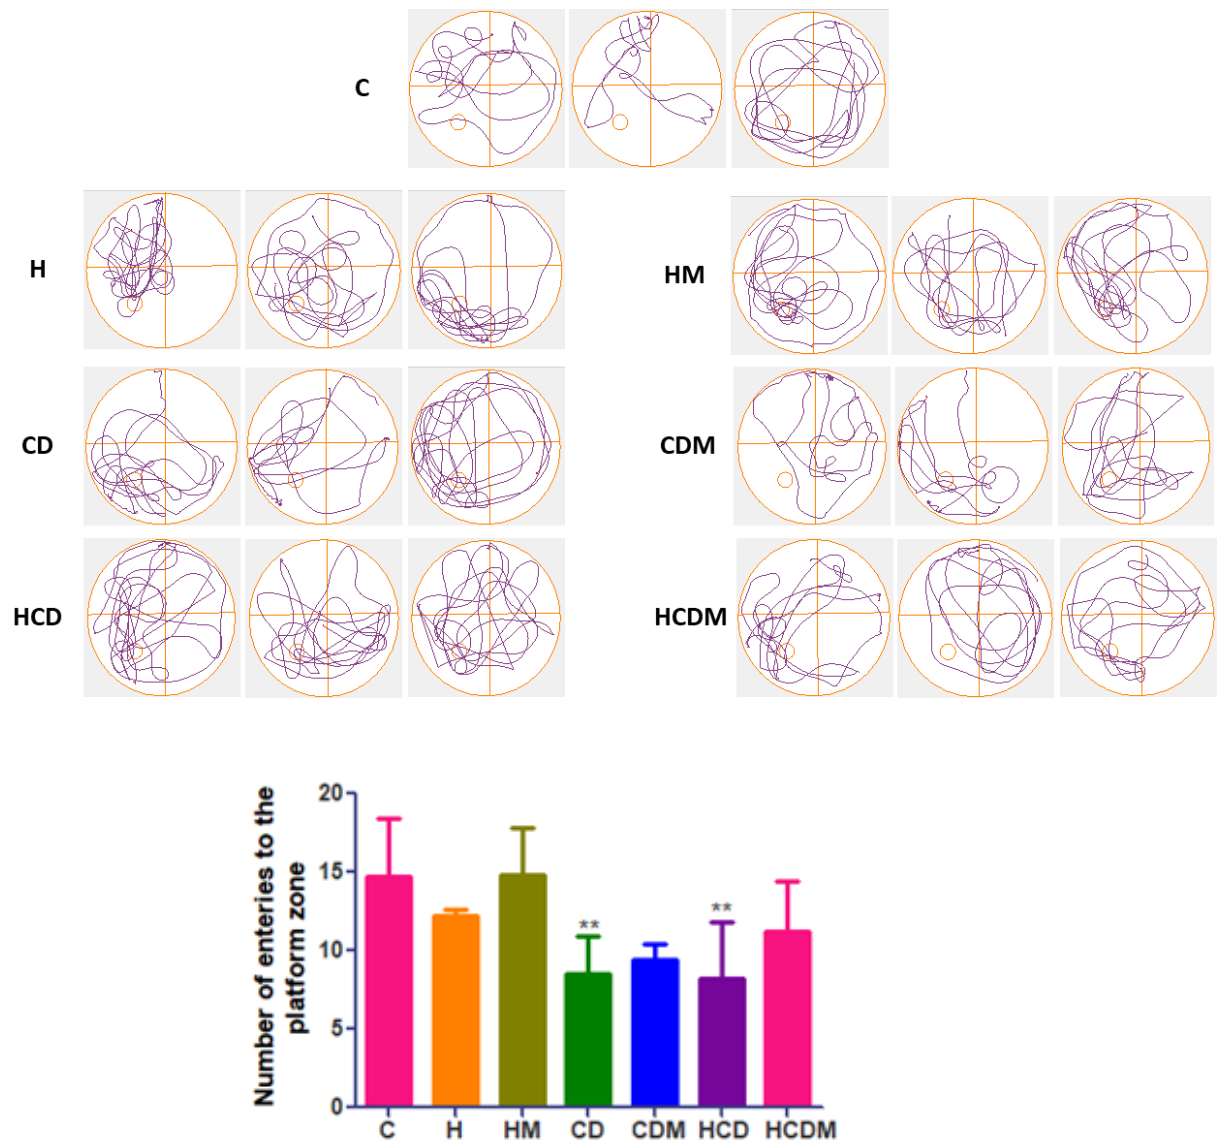 C
H
HM
CD
CDM
HCD
HCDM
Number of enteries to the
platform zone
20
15
10
5
0
**
**
C H HM CD CDM HCD HCDM